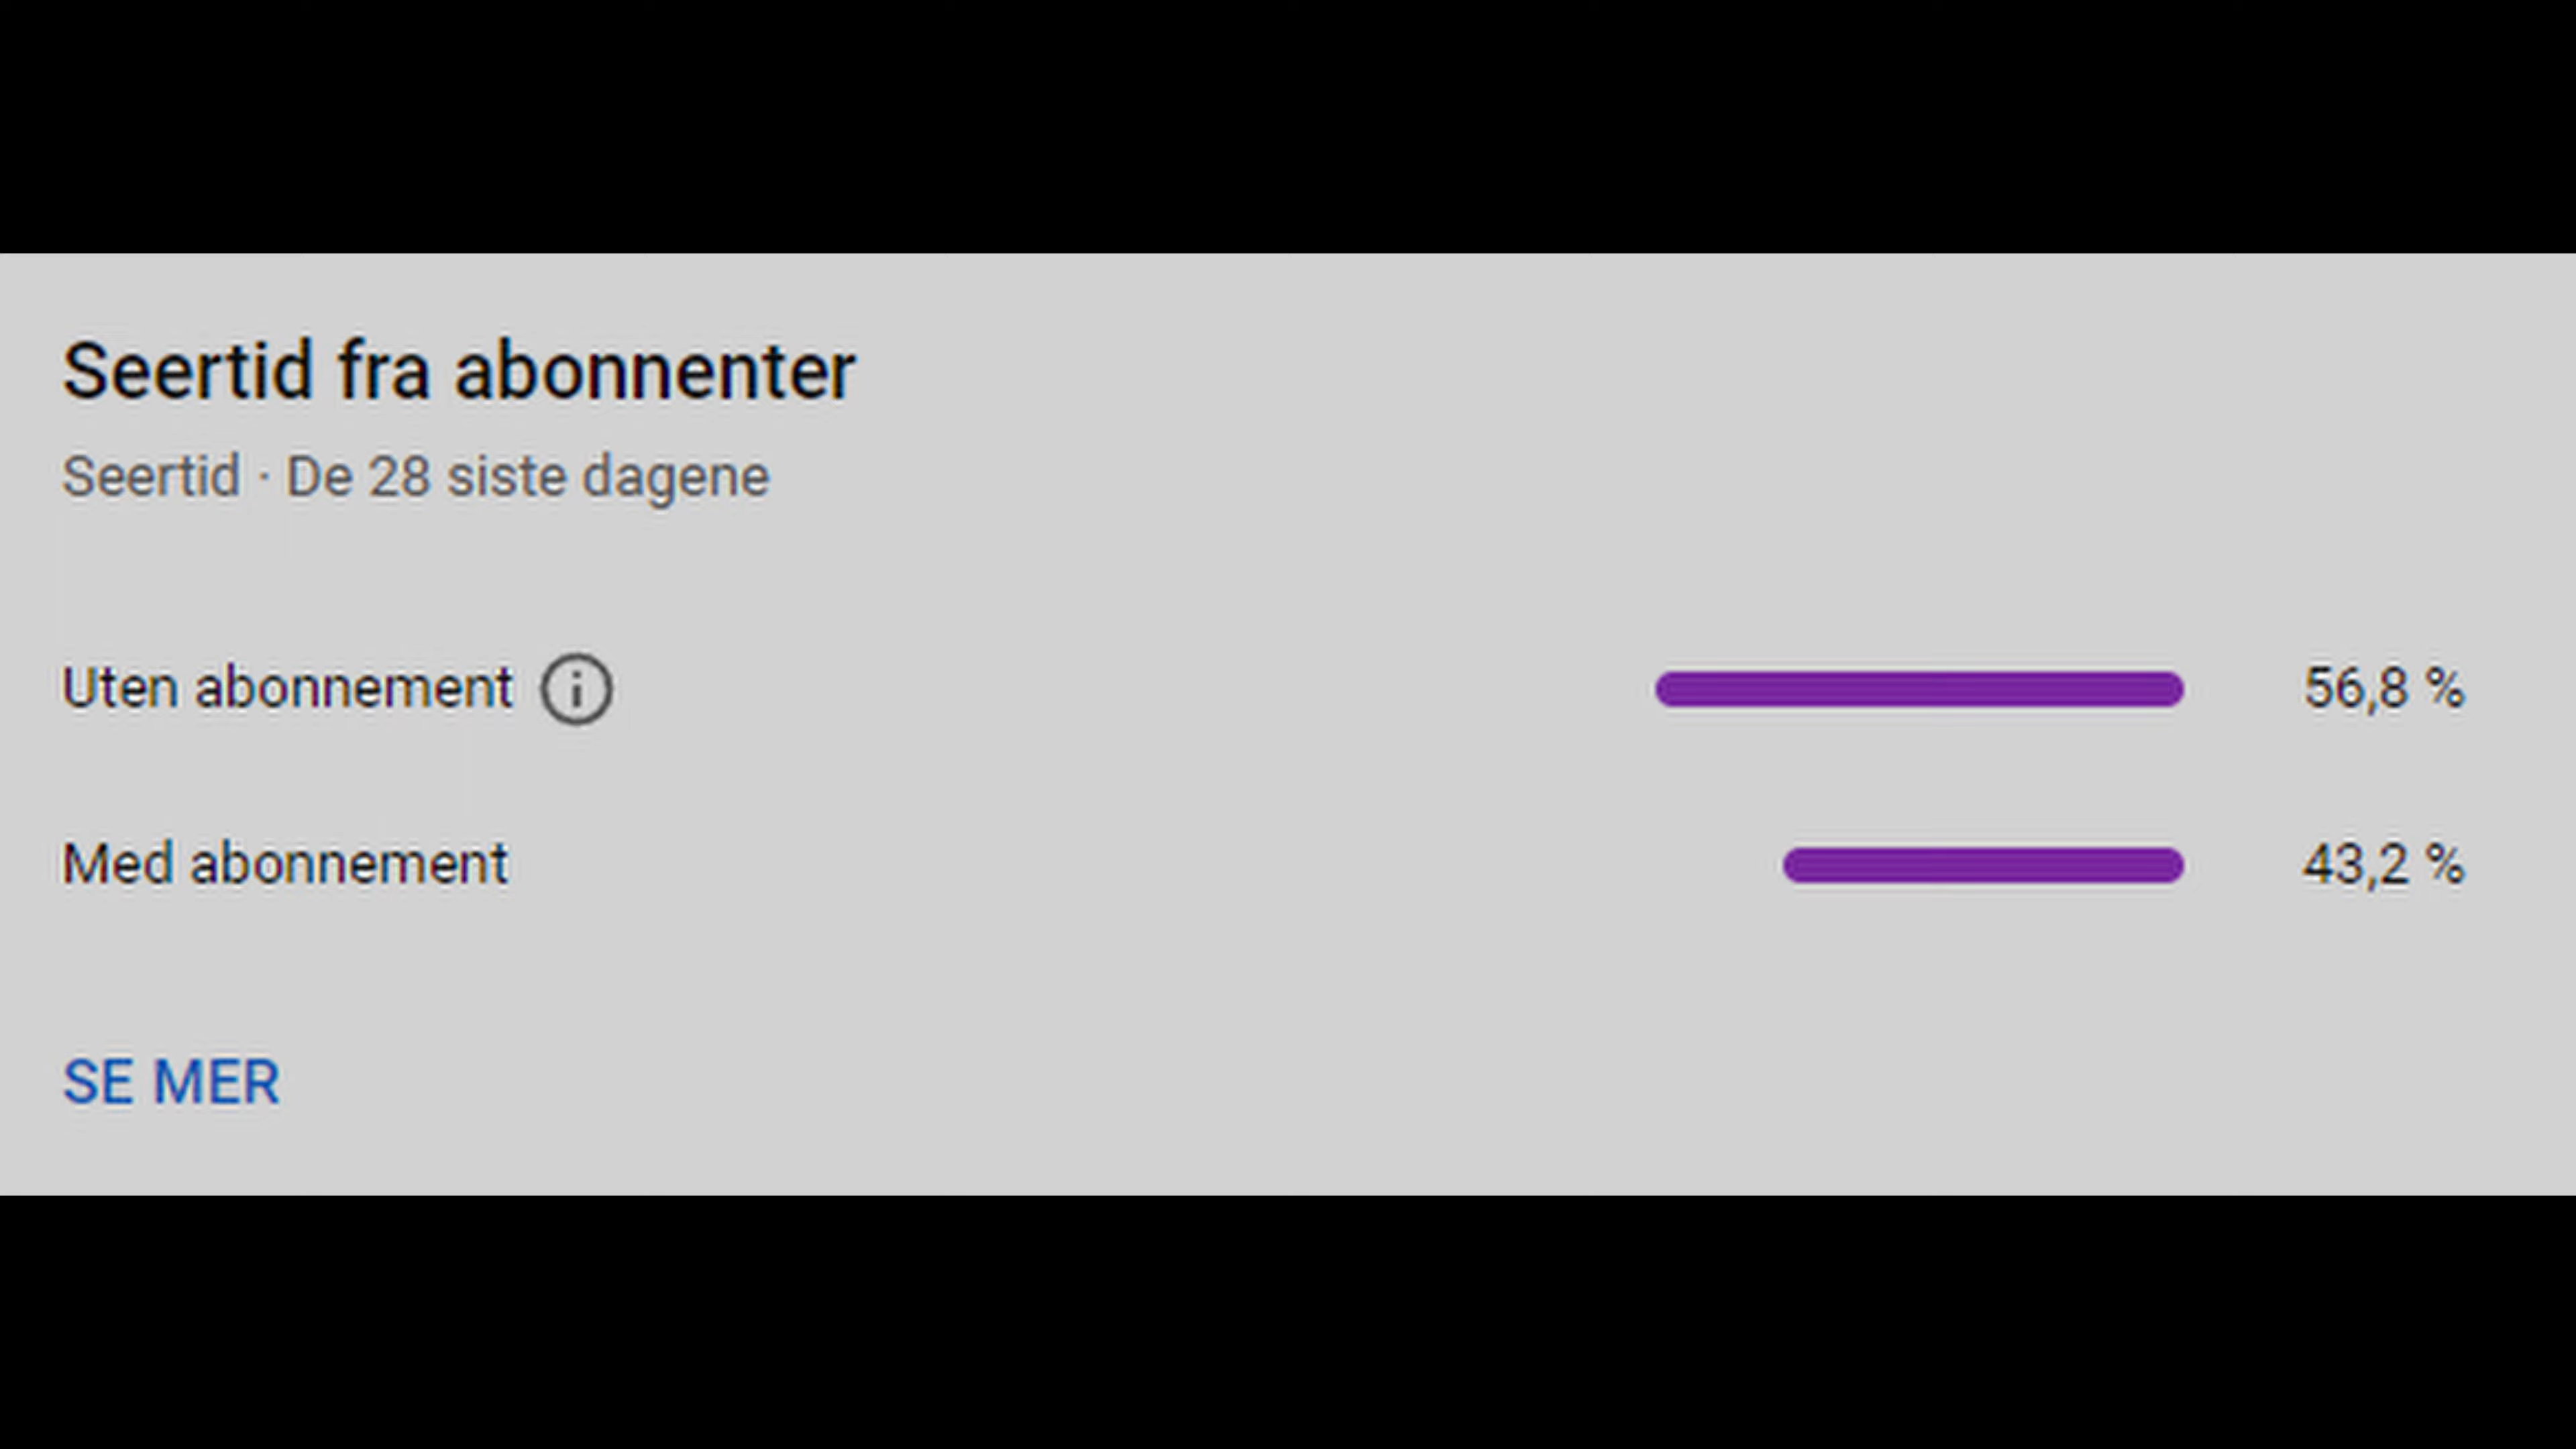 Seertid fra abonnenter
Seertid · De 28 siste dagene
Uten abonnement 56,8 %
Med abonnement 43,2 %
SE MER